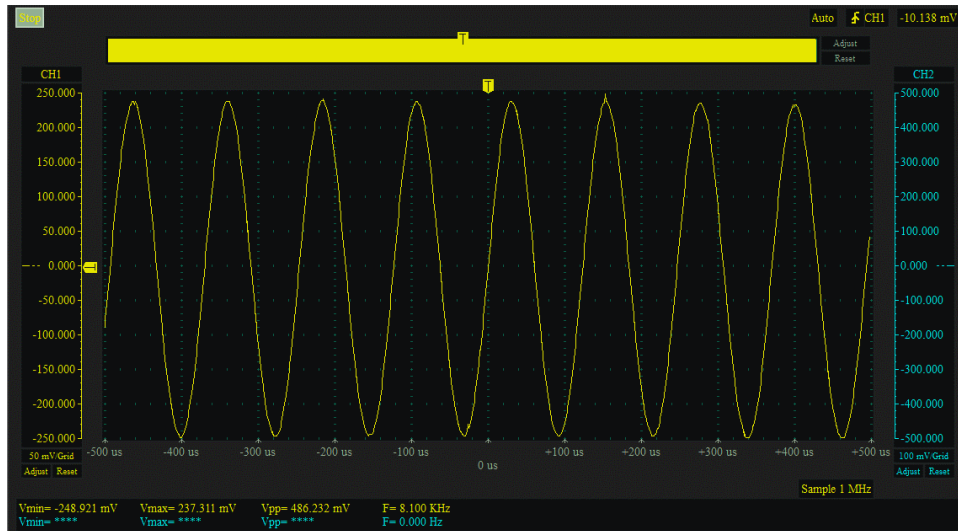 Stop Auto CH1 -10.138 mV
T
Adjust
Reset
CH1 CH2
T
250.000 500.000
200.000 400.000
150.000 300.000
100.000 200.000
50.000 100.000
0.000 0.000
-50.000 -100.000
-100.000 -200.000
-150.000 -300.000
-200.000 -400.000
-250.000 -500.000
-500 us -400 us -300 us -200 us -100 us +100 us +200 us +300 us +400 us +500 us
0 us
50 mV/Grid 100 mV/Grid
Adjust Reset Adjust Reset
Sample 1 MHz
Vmin= -248.921 mV Vmax= 237.311 mV Vpp= 486.232 mV F= 8.100 KHz
Vmin= **** Vmax= **** Vpp= **** F= 0.000 Hz